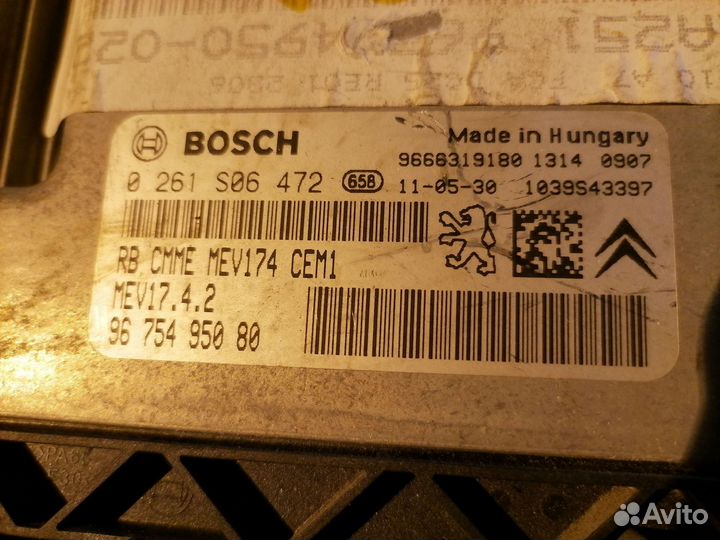 BOSCH
Made in Hungary
9666319180 1314 0907
0 261 S06 472 658 11-05-30 1039S43397
RB CMME MEV174 CEM1
MEV17.4.2
96 754 950 80
Avito